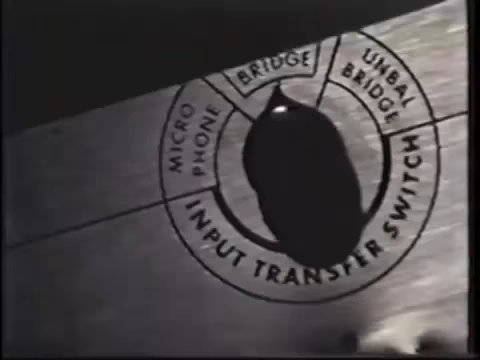 BRIDGE
UNBAL
BRIDGE
MICRO
PHONE
INPUT TRANSFER SWITCH